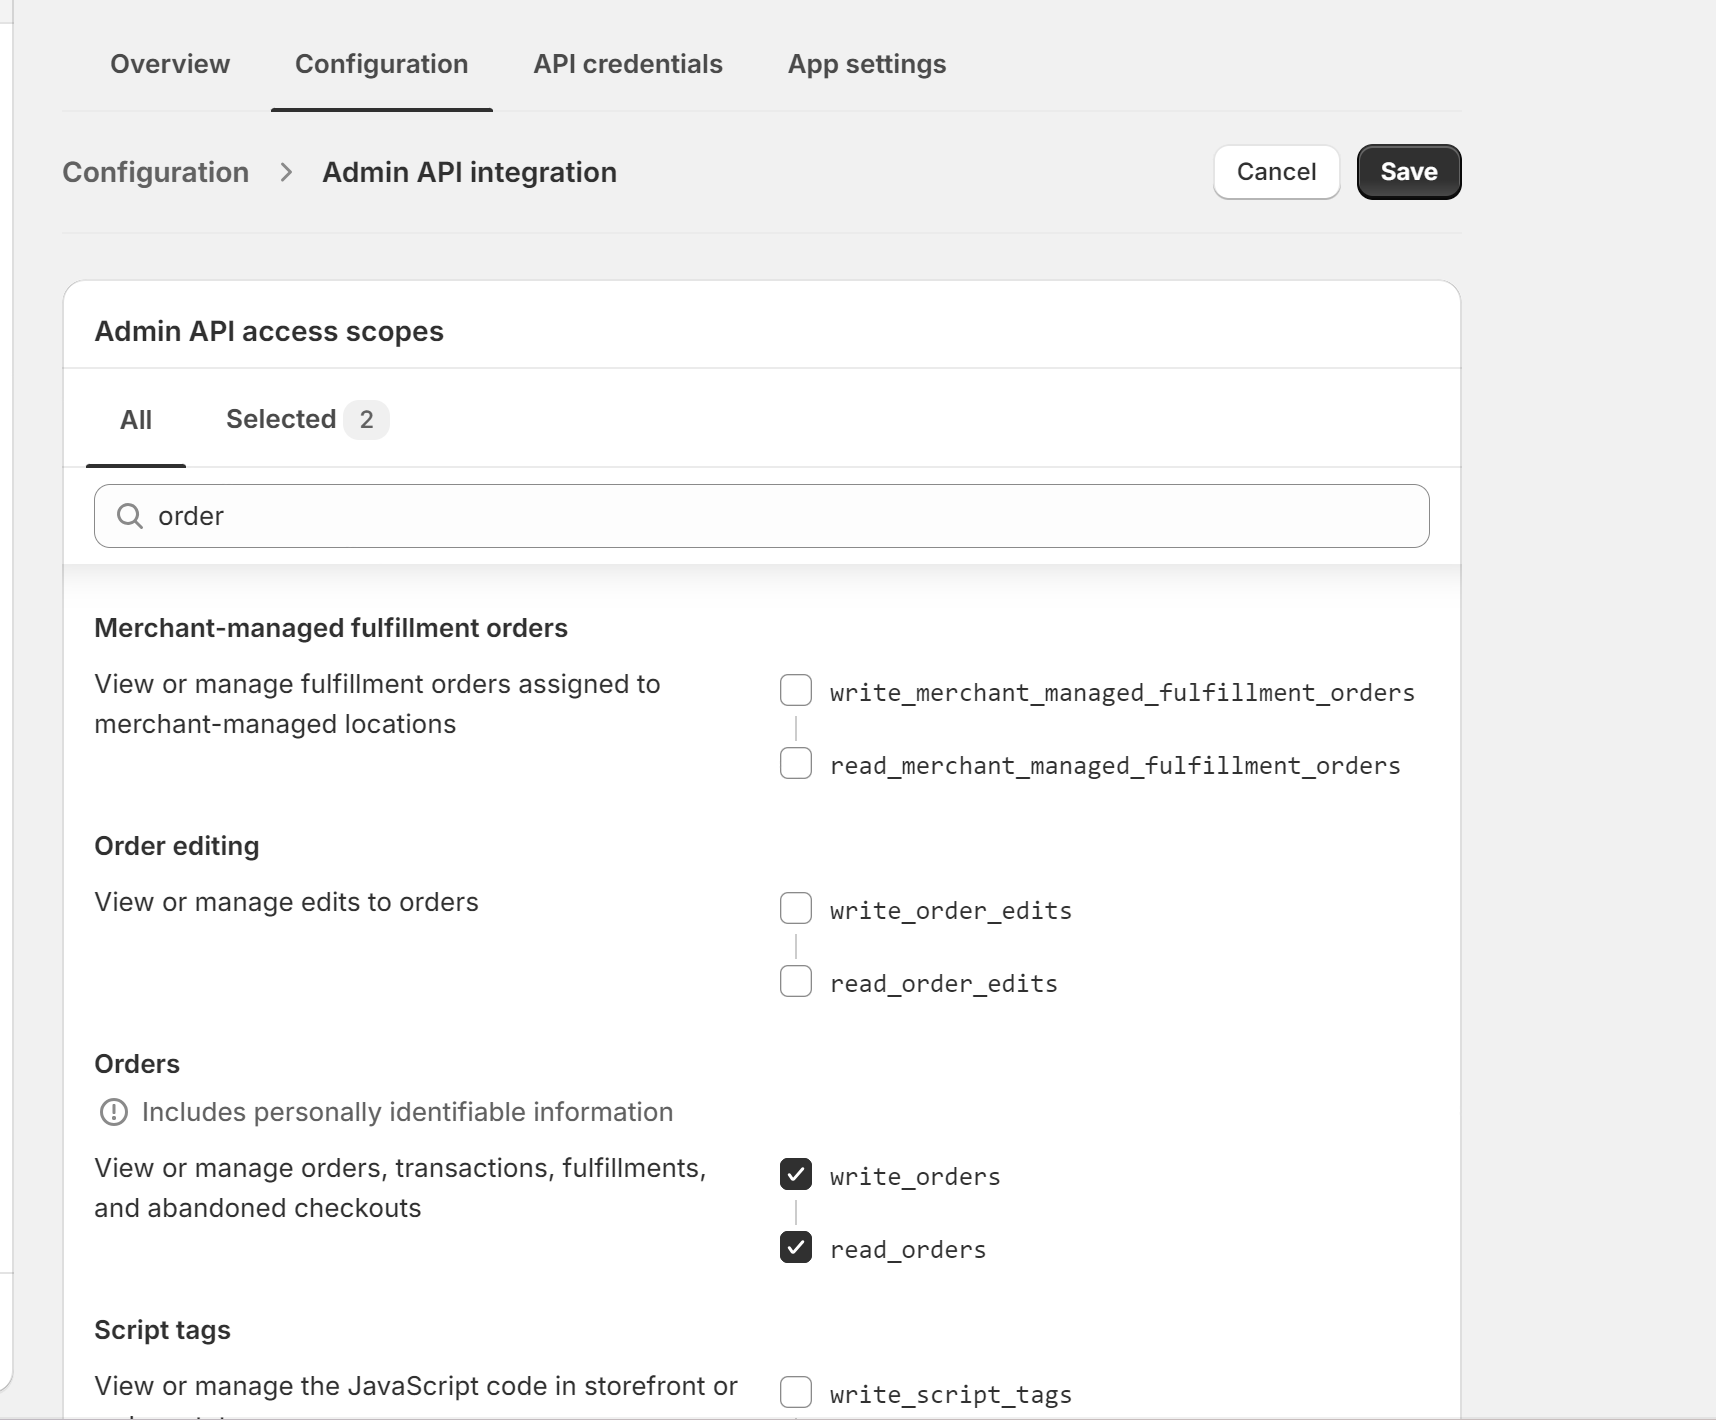 Overview Configuration API credentials App settings
Configuration > Admin API integration Cancel Save
Admin API access scopes
All Selected 2
order
Merchant-managed fulfillment orders
View or manage fulfillment orders assigned to
merchant-managed locations
write_merchant_managed_fulfillment_orders
read_merchant_managed_fulfillment_orders
Order editing
View or manage edits to orders
write_order_edits
read_order_edits
Orders
Includes personally identifiable information
View or manage orders, transactions, fulfillments,
and abandoned checkouts
write_orders
read_orders
Script tags
View or manage the JavaScript code in storefront or
write_script_tags